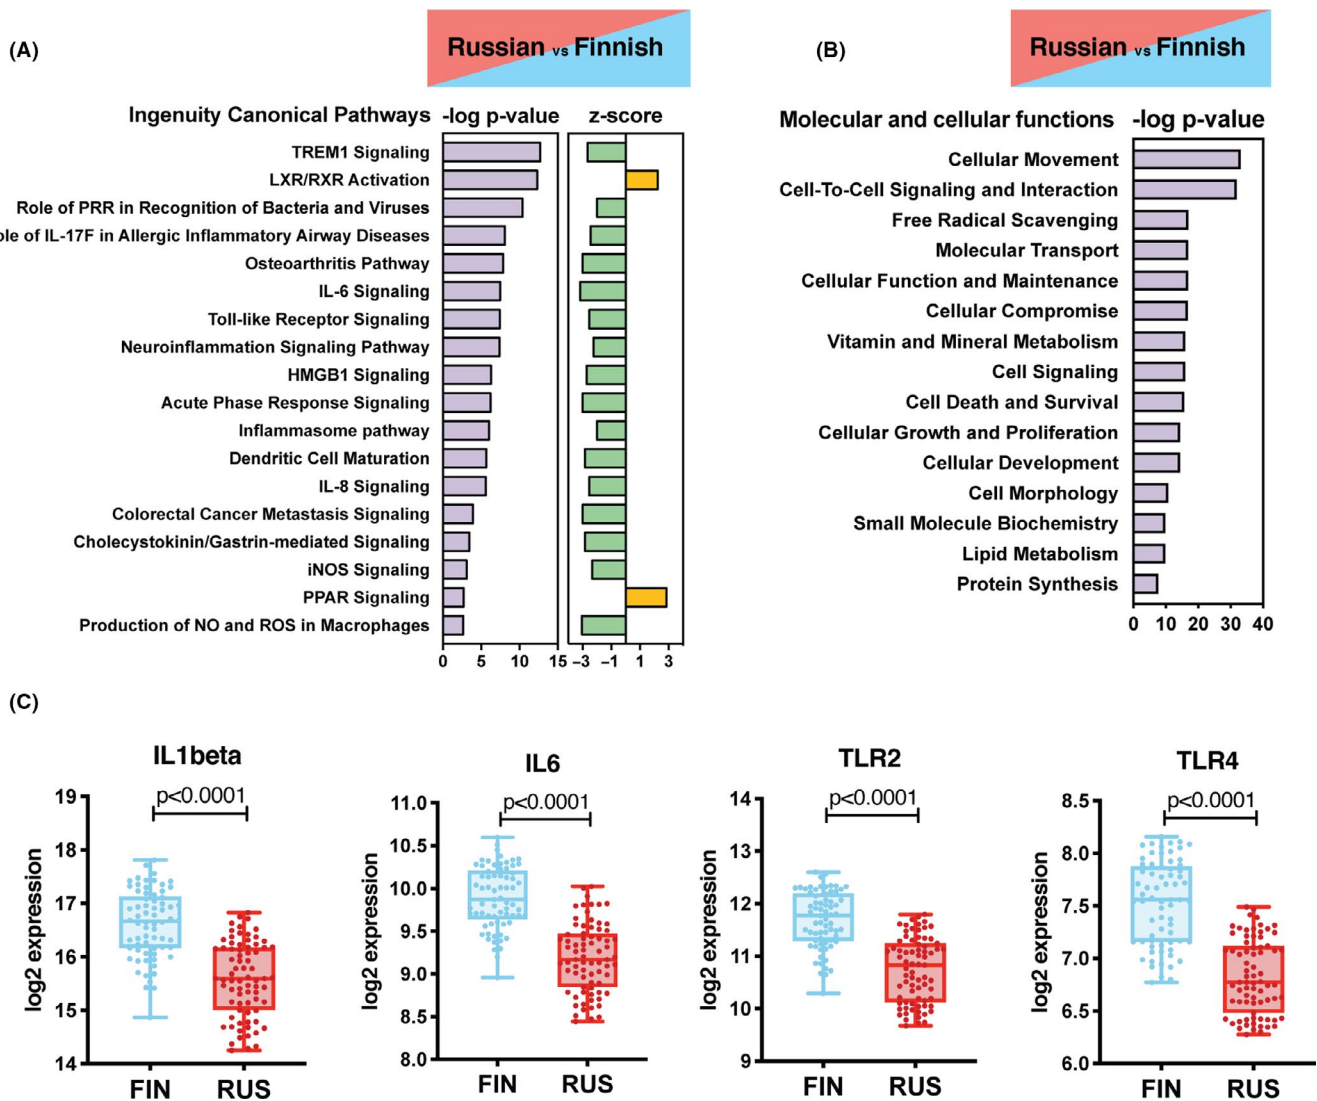 (A)
Russian vs Finnish
Ingenuity Canonical Pathways -log p-value z-score
TREM1 Signaling
LXR/RXR Activation
Role of PRR in Recognition of Bacteria and Viruses
ole of IL-17F in Allergic Inflammatory Airway Diseases
Osteoarthritis Pathway
IL-6 Signaling
Toll-like Receptor Signaling
Neuroinflammation Signaling Pathway
HMGB1 Signaling
Acute Phase Response Signaling
Inflammasome pathway
Dendritic Cell Maturation
IL-8 Signaling
Colorectal Cancer Metastasis Signaling
Cholecystokinin/Gastrin-mediated Signaling
iNOS Signaling
PPAR Signaling
Production of NO and ROS in Macrophages
0 5 10 15 −3 −1 1 3
(B)
Russian vs Finnish
Molecular and cellular functions -log p-value
Cellular Movement
Cell-To-Cell Signaling and Interaction
Free Radical Scavenging
Molecular Transport
Cellular Function and Maintenance
Cellular Compromise
Vitamin and Mineral Metabolism
Cell Signaling
Cell Death and Survival
Cellular Growth and Proliferation
Cellular Development
Cell Morphology
Small Molecule Biochemistry
Lipid Metabolism
Protein Synthesis
0 10 20 30 40
(C)
IL1beta
p<0.0001
log2 expression
19
18
17
16
15
14
FIN RUS
IL6
p<0.0001
log2 expression
11.0
10.5
10.0
9.5
9.0
8.5
8.0
FIN RUS
TLR2
p<0.0001
log2 expression
14
13
12
11
10
9
FIN RUS
TLR4
p<0.0001
log2 expression
8.5
8.0
7.5
7.0
6.5
6.0
FIN RUS